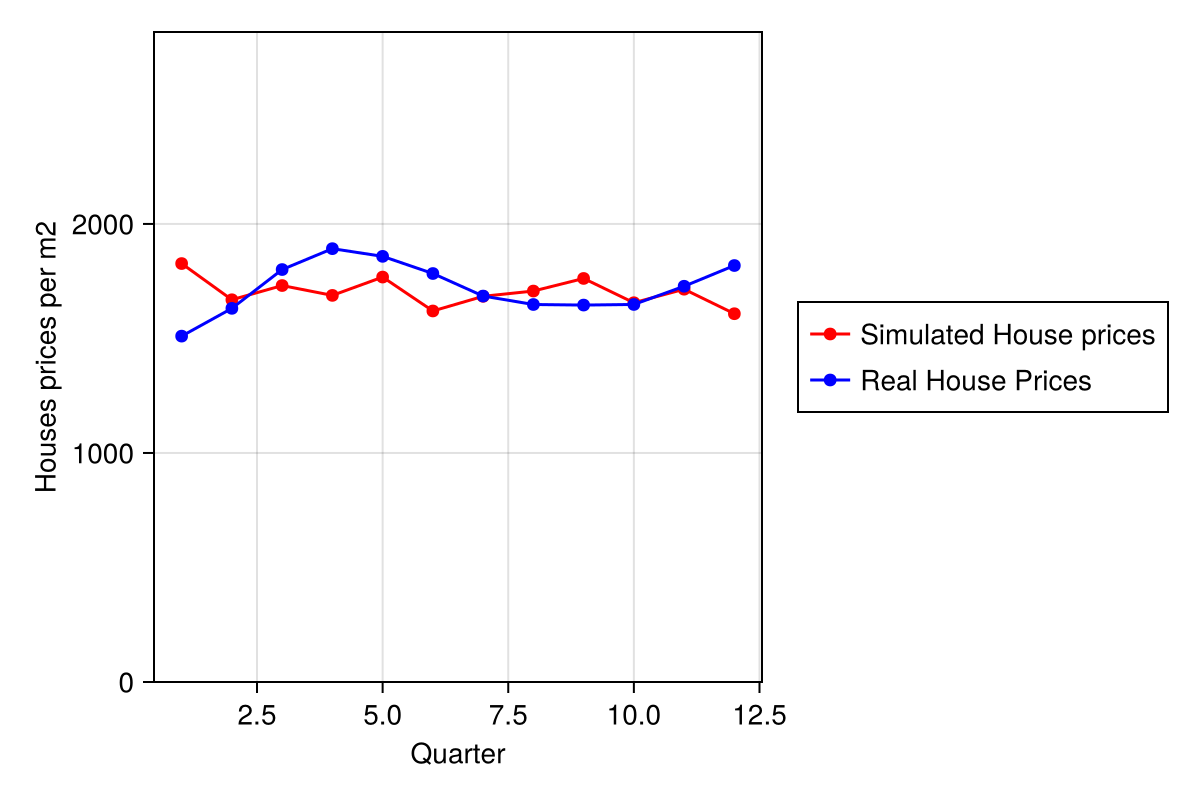 Houses prices per m2
2000
1000
0
2.5 5.0 7.5 10.0 12.5
Quarter
Simulated House prices
Real House Prices